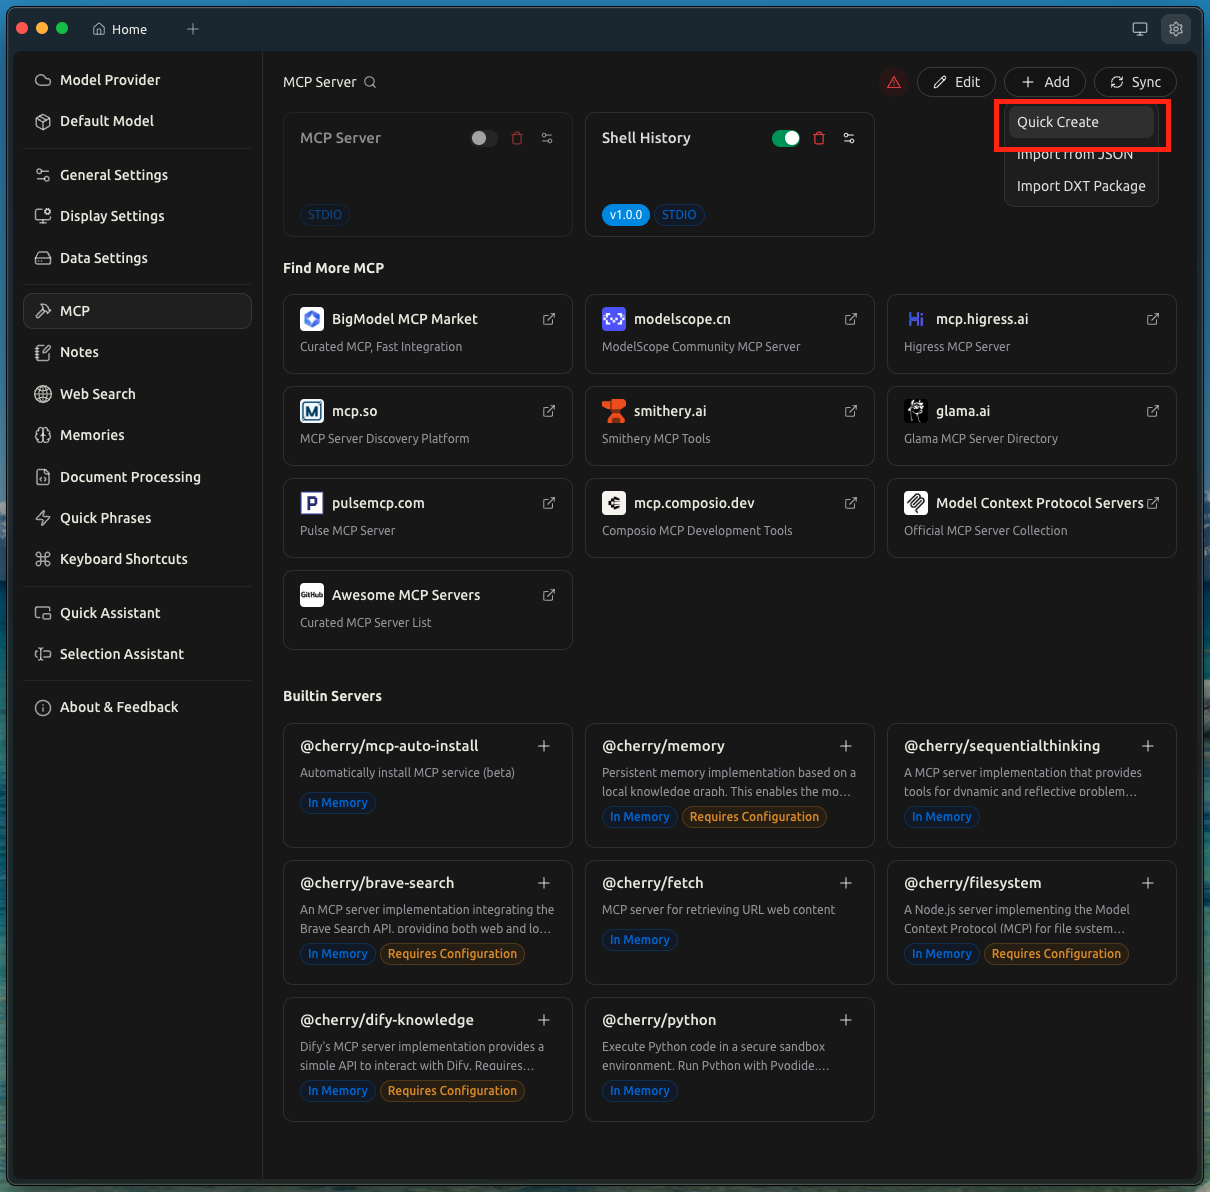 Home
Model Provider
Default Model
General Settings
Display Settings
Data Settings
MCP
Notes
Web Search
Memories
Document Processing
Quick Phrases
Keyboard Shortcuts
Quick Assistant
Selection Assistant
About & Feedback
MCP Server
Edit
Add
Sync
Quick Create
Import from JSON
Import DXT Package
MCP Server
STDIO
Shell History
v1.0.0 STDIO
Find More MCP
BigModel MCP Market
Curated MCP, Fast Integration
modelscope.cn
ModelScope Community MCP Server
Hi mcp.higress.ai
Higress MCP Server
M mcp.so
MCP Server Discovery Platform
smithery.ai
Smithery MCP Tools
glama.ai
Glama MCP Server Directory
P pulsemcp.com
Pulse MCP Server
mcp.composio.dev
Composio MCP Development Tools
Model Context Protocol Servers
Official MCP Server Collection
GitHub Awesome MCP Servers
Curated MCP Server List
Builtin Servers
@cherry/mcp-auto-install
Automatically install MCP service (beta)
In Memory
@cherry/memory
Persistent memory implementation based on a
local knowledge graph. This enables the mo...
In Memory Requires Configuration
@cherry/sequentialthinking
A MCP server implementation that provides
tools for dynamic and reflective problem...
In Memory
@cherry/brave-search
An MCP server implementation integrating the
Brave Search API, providing both web and lo...
In Memory Requires Configuration
@cherry/fetch
MCP server for retrieving URL web content
In Memory
@cherry/filesystem
A Node.js server implementing the Model
Context Protocol (MCP) for file system...
In Memory Requires Configuration
@cherry/dify-knowledge
Dify's MCP server implementation provides a
simple API to interact with Dify. Requires...
In Memory Requires Configuration
@cherry/python
Execute Python code in a secure sandbox
environment. Run Python with Pyodide,...
In Memory